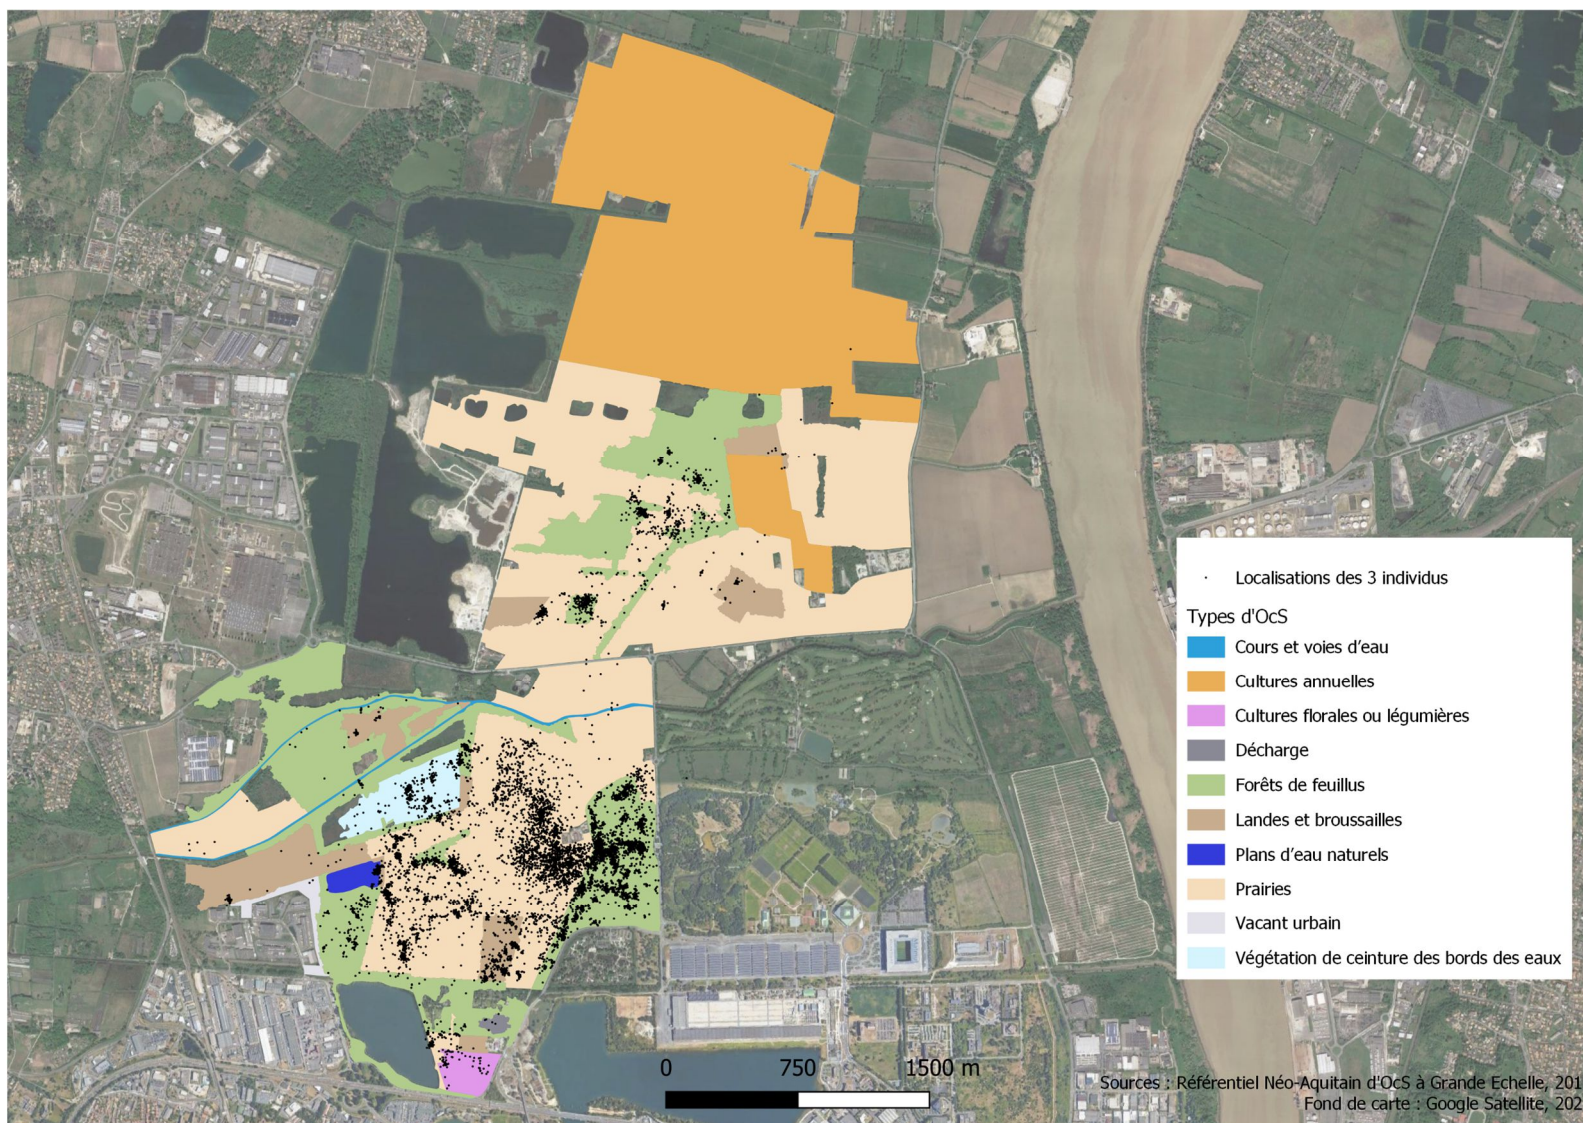 Localisations des 3 individus
Types d'OcS
Cours et voies d’eau
Cultures annuelles
Cultures florales ou légumières
Décharge
Forêts de feuillus
Landes et broussailles
Plans d’eau naturels
Prairies
Vacant urbain
Végétation de ceinture des bords des eaux
0 750 1500 m
Sources : Référentiel Néo-Aquitain d'OcS à Grande Echelle, 201
Fond de carte : Google Satellite, 202